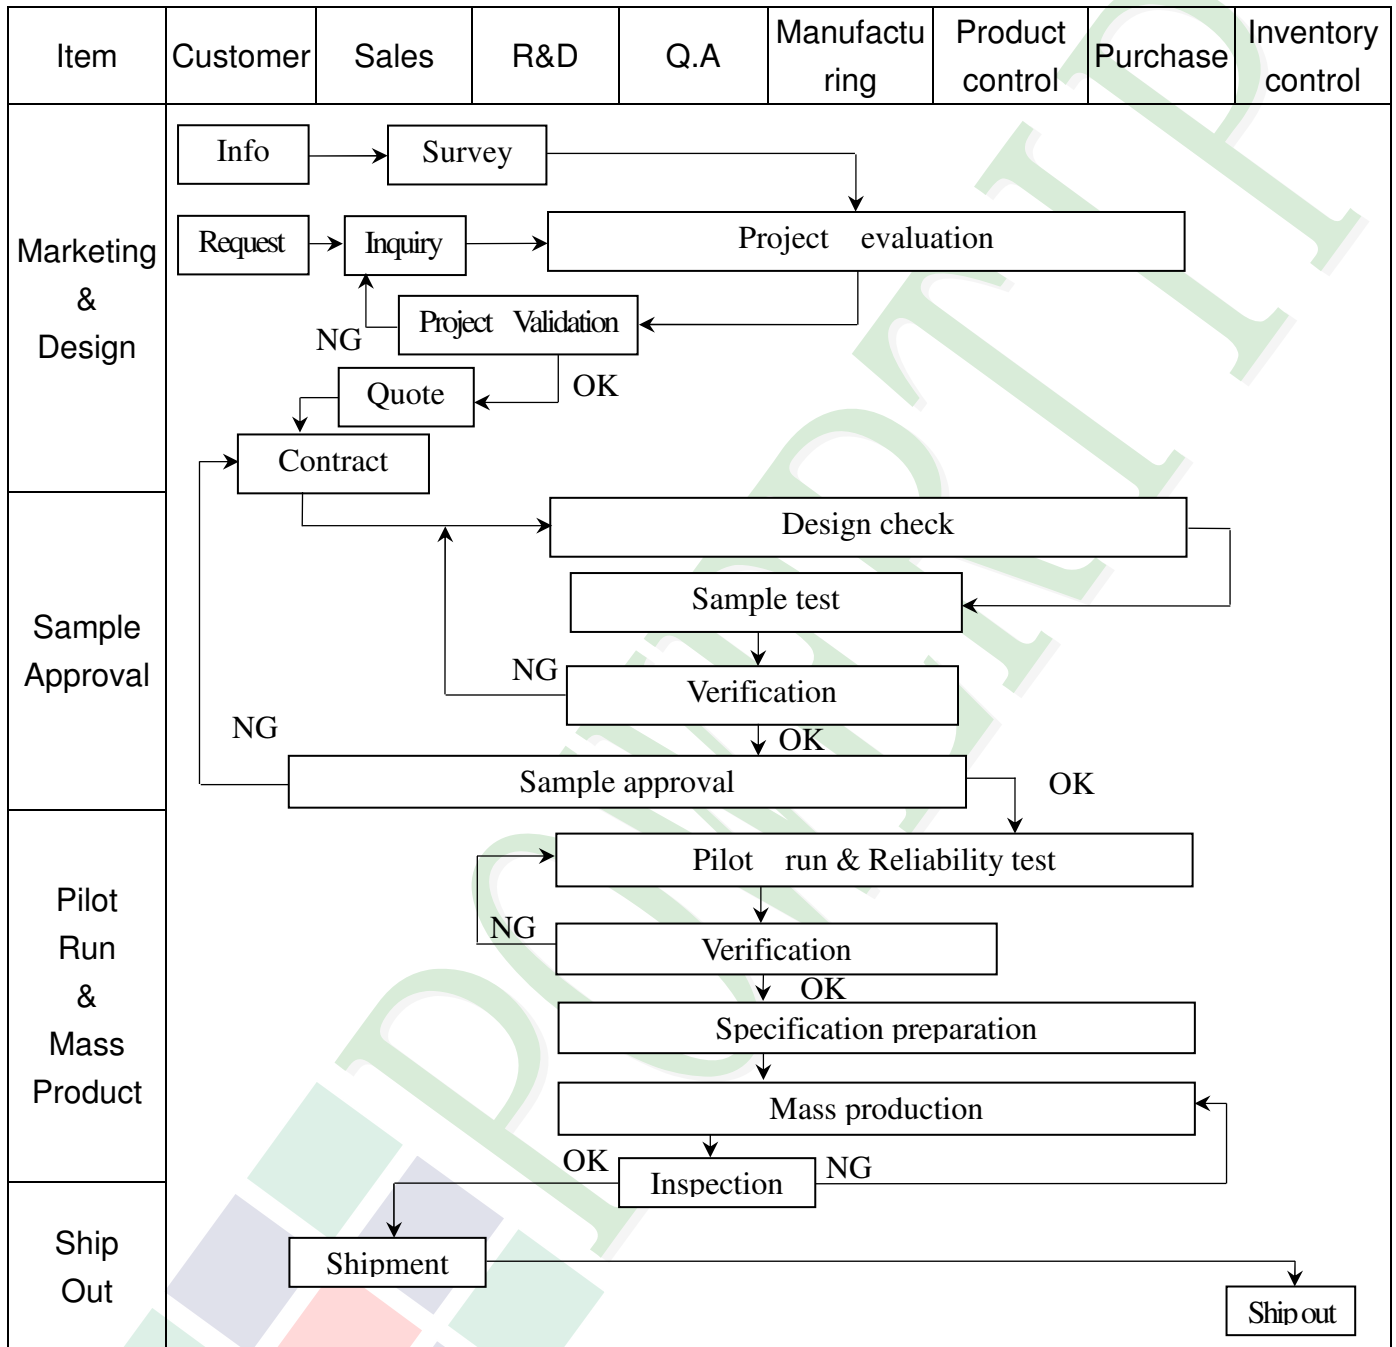 Item Customer Sales R&D Q.A Manufactu Product Purchase Inventory
ring control control
Info Survey
Request Inquiry Project evaluation
Marketing
&
Design
Project Validation
NG
OK
Quote
Contract
Design check
Sample test
Sample
Approval
NG
Verification
OK
NG
Sample approval
OK
Pilot run & Reliability test
Pilot
Run
&
Mass
Product
NG
Verification
OK
Specification preparation
Mass production
OK
NG
Inspection
Ship
Out
Shipment
Ship out
POWERTIP